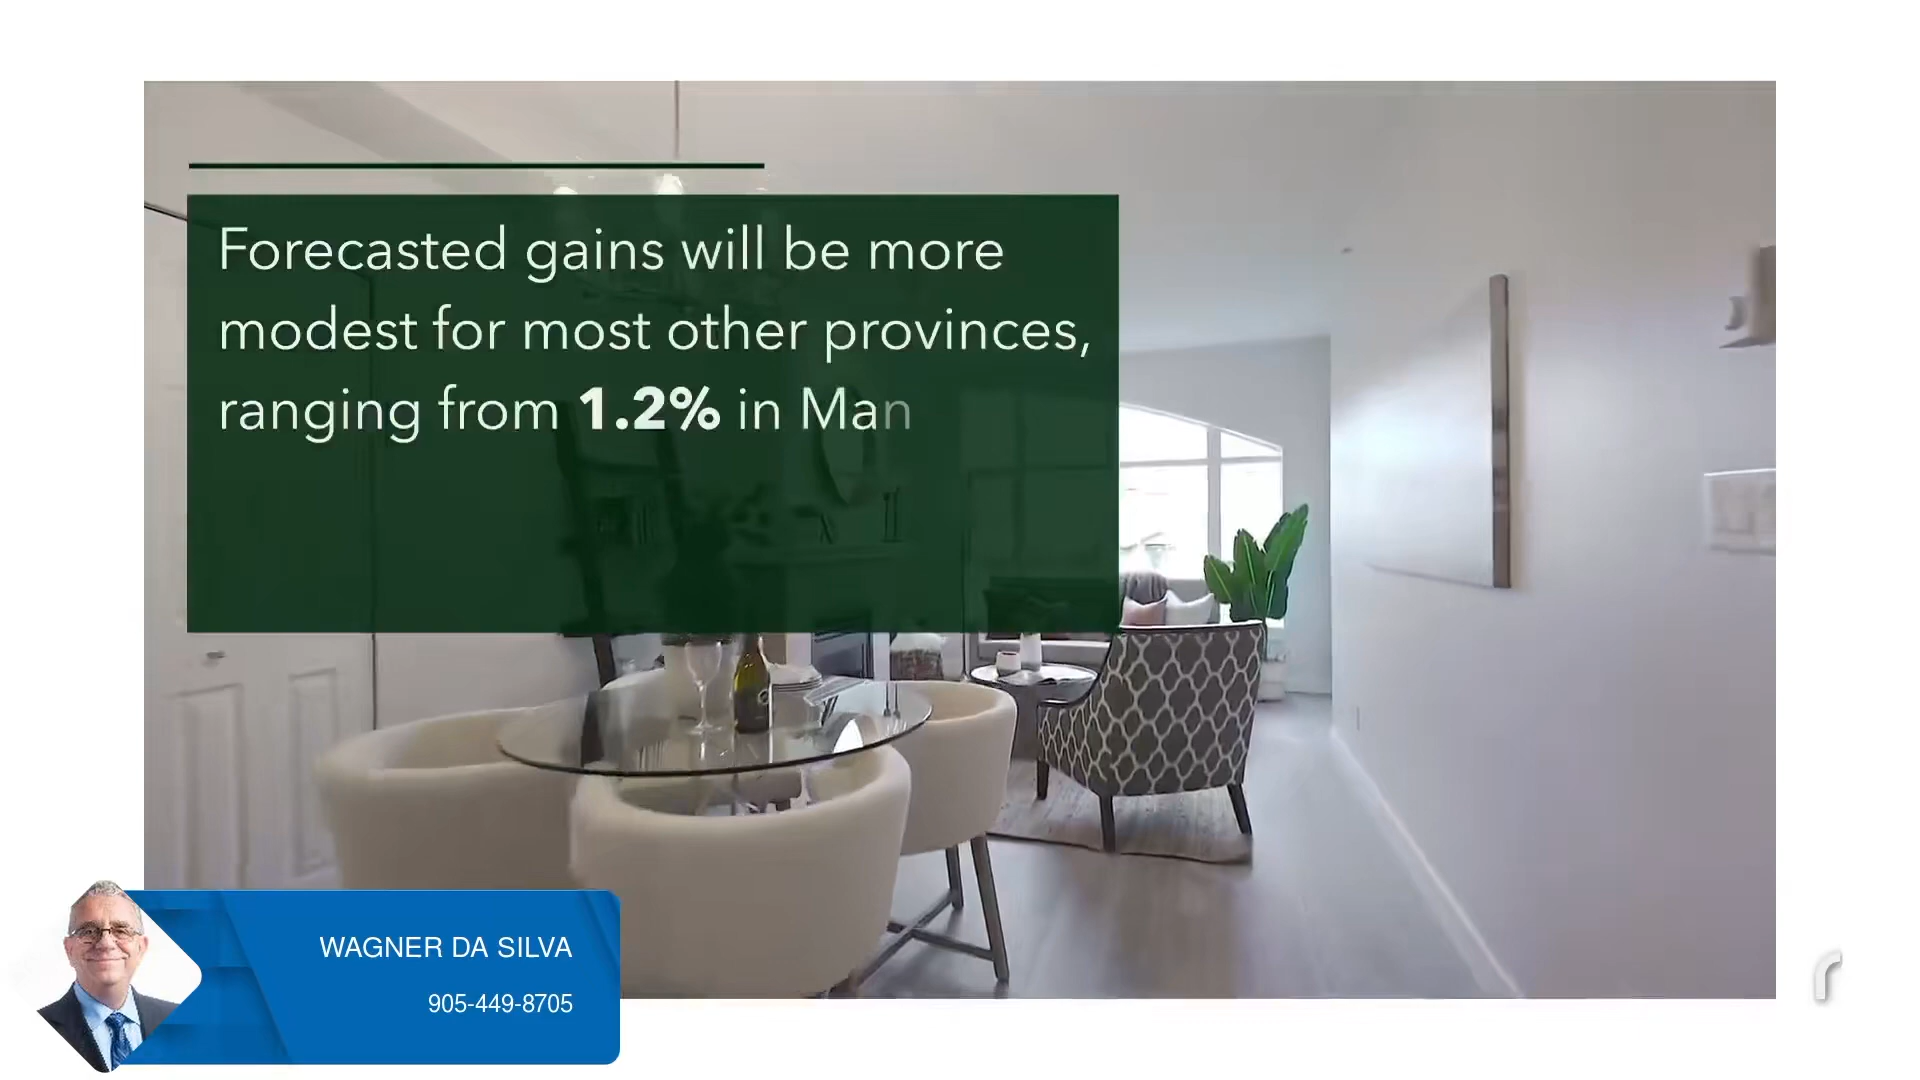 Forecasted gains will be more
modest for most other provinces,
ranging from 1.2% in Man
WAGNER DA SILVA
905-449-8705
r